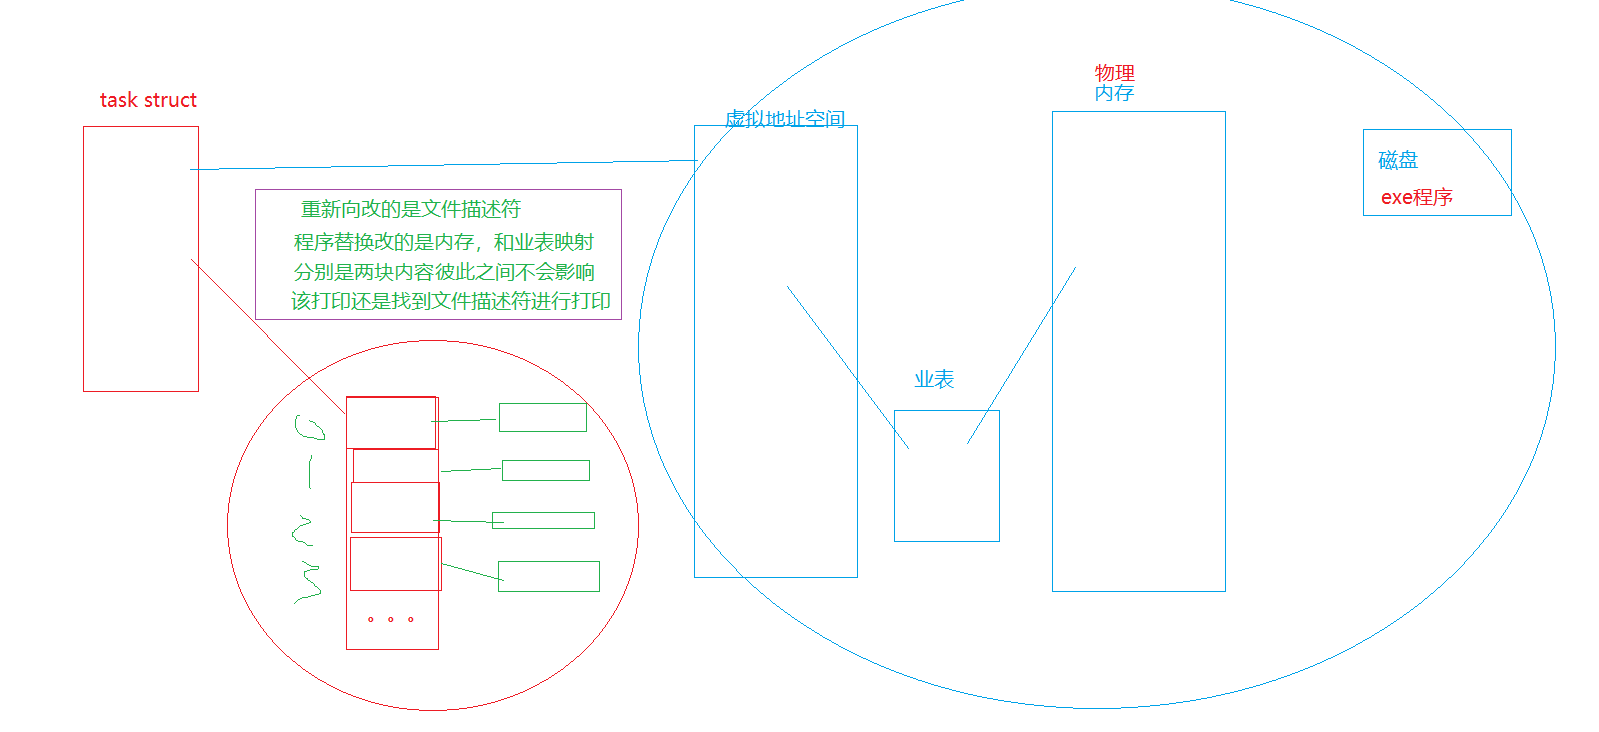 task struct
重新向改的是文件描述符
程序替换改的是内存，和业表映射
分别是两块内容彼此之间不会影响
该打印还是找到文件描述符进行打印
0
1
2
3
。。。
虚拟地址空间
业表
物理
内存
磁盘
exe程序